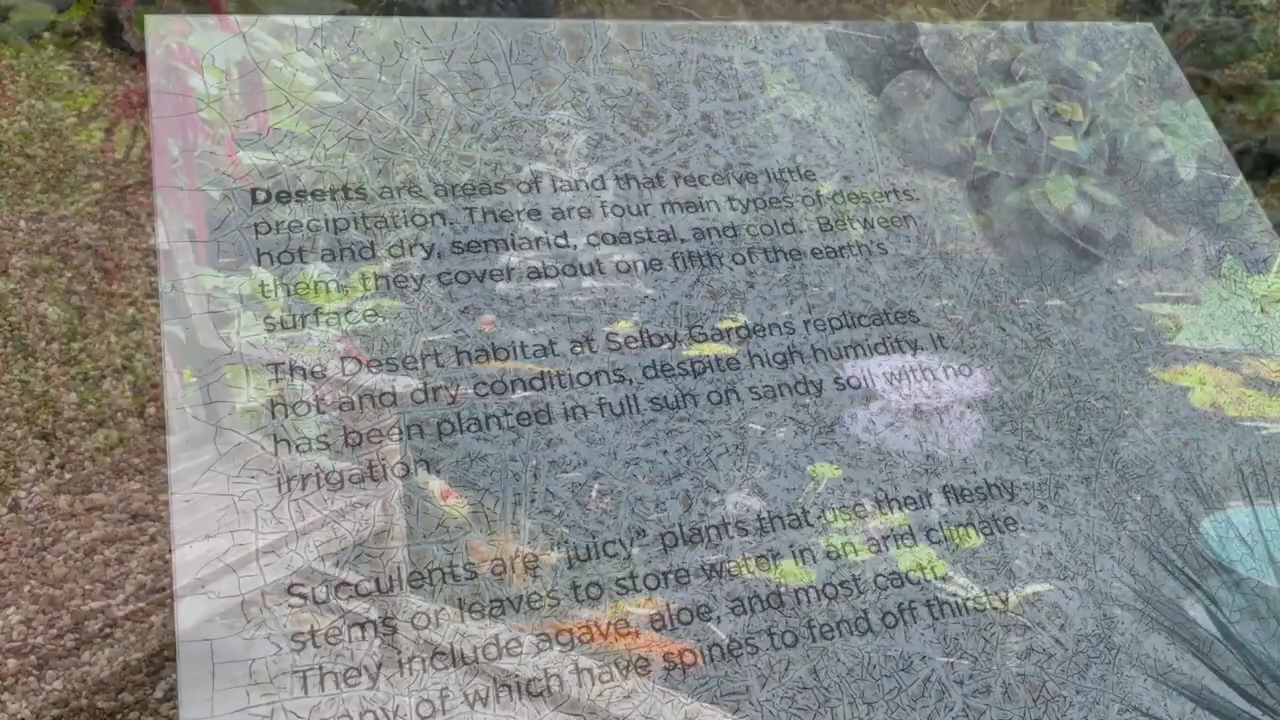 Deserts are areas of land that receive little
precipitation. There are four main types of deserts:
hot and dry, semiarid, coastal, and cold. Between
them, they cover about one fifth of the earth's
surface.
The Desert habitat at Selby Gardens replicates
hot and dry conditions, despite high humidity. It
has been planted in full sun on sandy soil with no
irrigation.
Succulents are "juicy" plants that use their fleshy
stems or leaves to store water in an arid climate.
They include agave, aloe, and most cacti,
many of which have spines to fend off thirsty